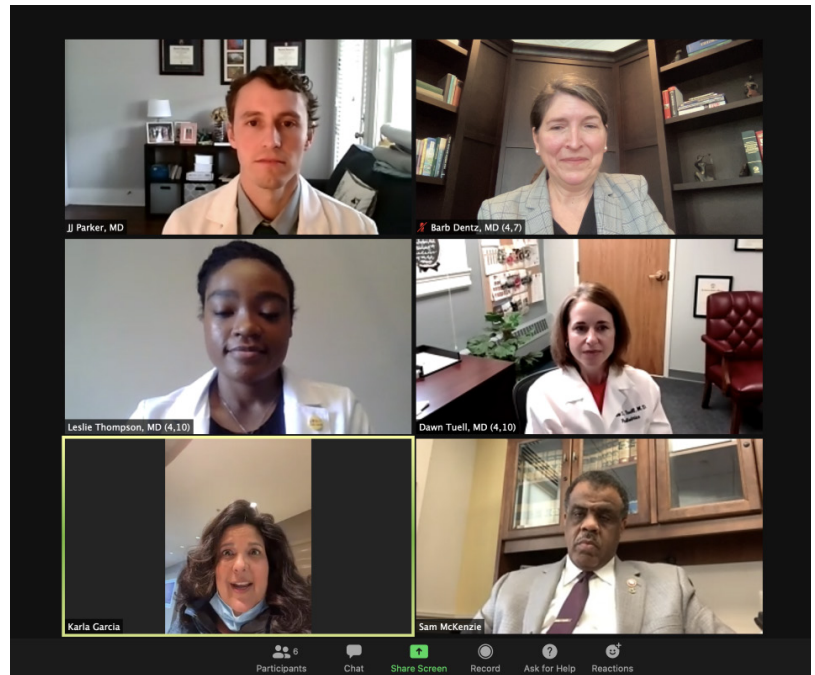 JJ Parker, MD
Barb Dentz, MD (4,7)
Leslie Thompson, MD (4,10)
Dawn Tuell, MD (4,10)
Karla Garcia
Sam McKenzie
6
Participants
Chat
Share Screen
Record
Ask for Help
Reactions